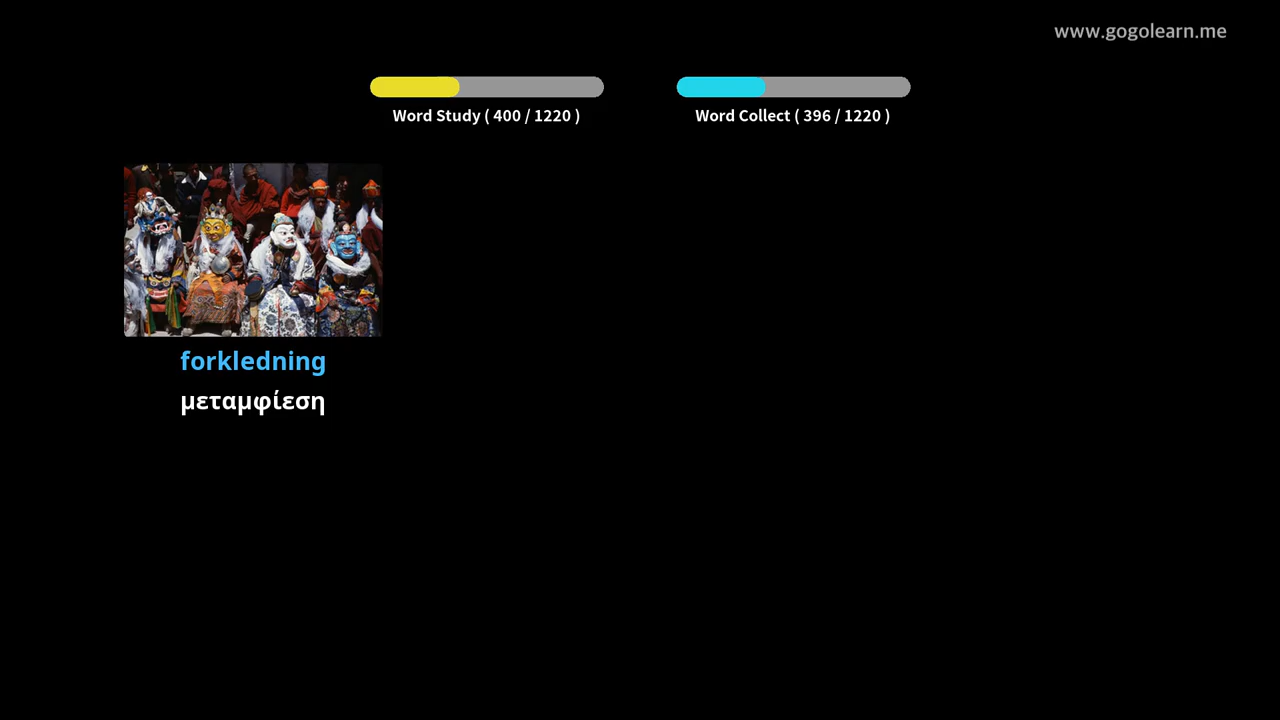 www.gogolearn.me
Word Study ( 400 / 1220 )
Word Collect ( 396 / 1220 )
forkledning
μεταμφίεση